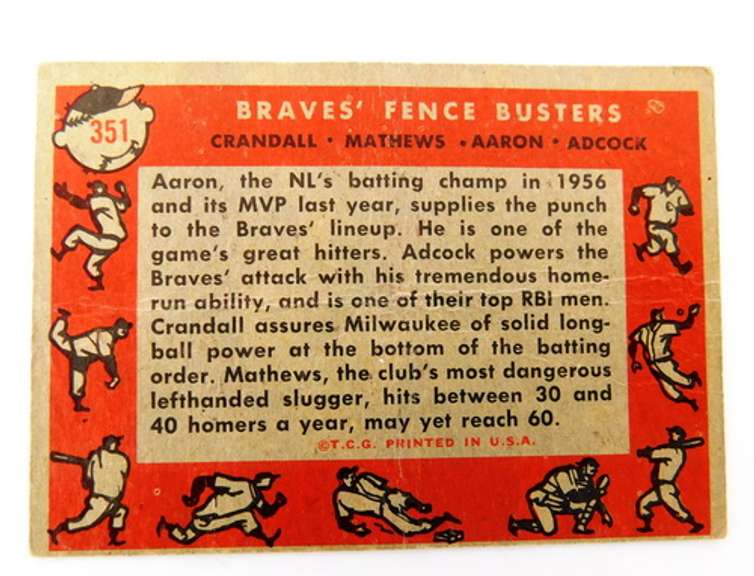 351
BRAVES' FENCE BUSTERS
CRANDALL • MATHEWS • AARON • ADCOCK
Aaron, the NL's batting champ in 1956
and its MVP last year, supplies the punch
to the Braves' lineup. He is one of the
game's great hitters. Adcock powers the
Braves' attack with his tremendous home-
run ability, and is one of their top RBI men.
Crandall assures Milwaukee of solid long-
ball power at the bottom of the batting
order. Mathews, the club's most dangerous
lefthanded slugger, hits between 30 and
40 homers a year, may yet reach 60.
©T.C.G. PRINTED IN U.S.A.